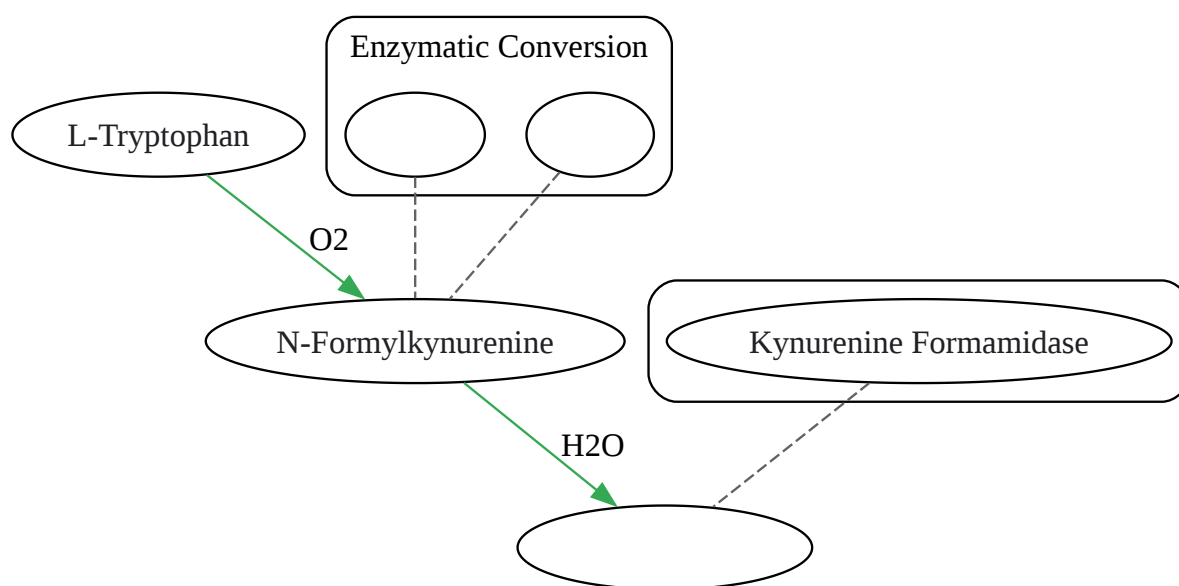 Enzymatic Conversion
L-Tryptophan
O2
N-Formylkynurenine
Kynurenine Formamidase
H2O